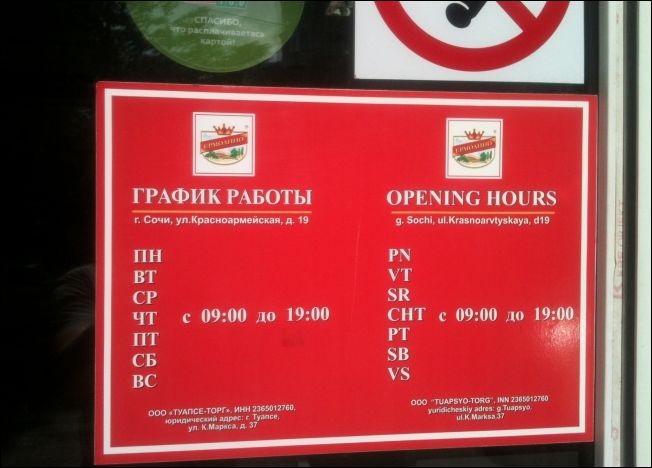 СПАСИБО,
что расплачиваетесь
картой!
ЕРМОЛИНО
ГРАФИК РАБОТЫ
г. Сочи, ул.Красноармейская, д. 19
ПН
ВТ
СР
ЧТ с 09:00 до 19:00
ПТ
СБ
ВС
ООО «ТУАПСЕ-ТОРГ», ИНН 2365012760,
юридический адрес: г. Туапсе,
ул. К.Маркса, д. 37
ЕРМОЛИНО
OPENING HOURS
g. Sochi, ul.Krasnoarvtyskaya, d19
PN
VT
SR
CHT с 09:00 до 19:00
PT
SB
VS
OOO "TUAPSYO-TORG", INN 2365012760
yuridicheskiy adres: g.Tuapsyo,
ul.K.Marksa.37